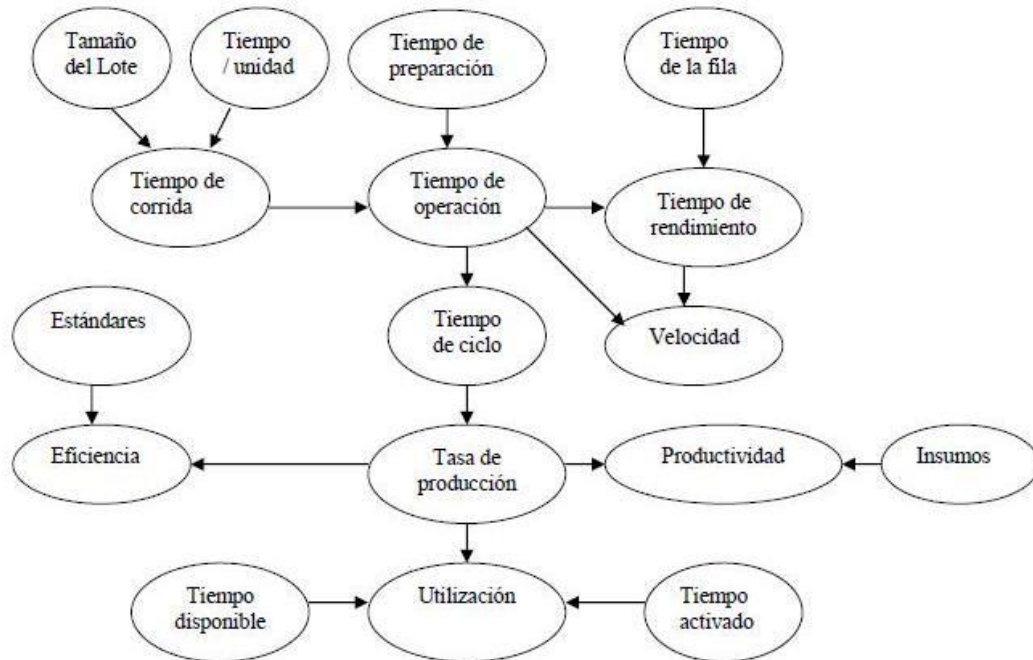 Tamaño
del Lote
Tiempo
/ unidad
Tiempo de
preparación
Tiempo
de la fila
Tiempo de
corrida
Tiempo de
operación
Tiempo de
rendimiento
Estándares
Tiempo
de ciclo
Velocidad
Eficiencia
Tasa de
producción
Productividad
Insumos
Tiempo
disponible
Utilización
Tiempo
activado